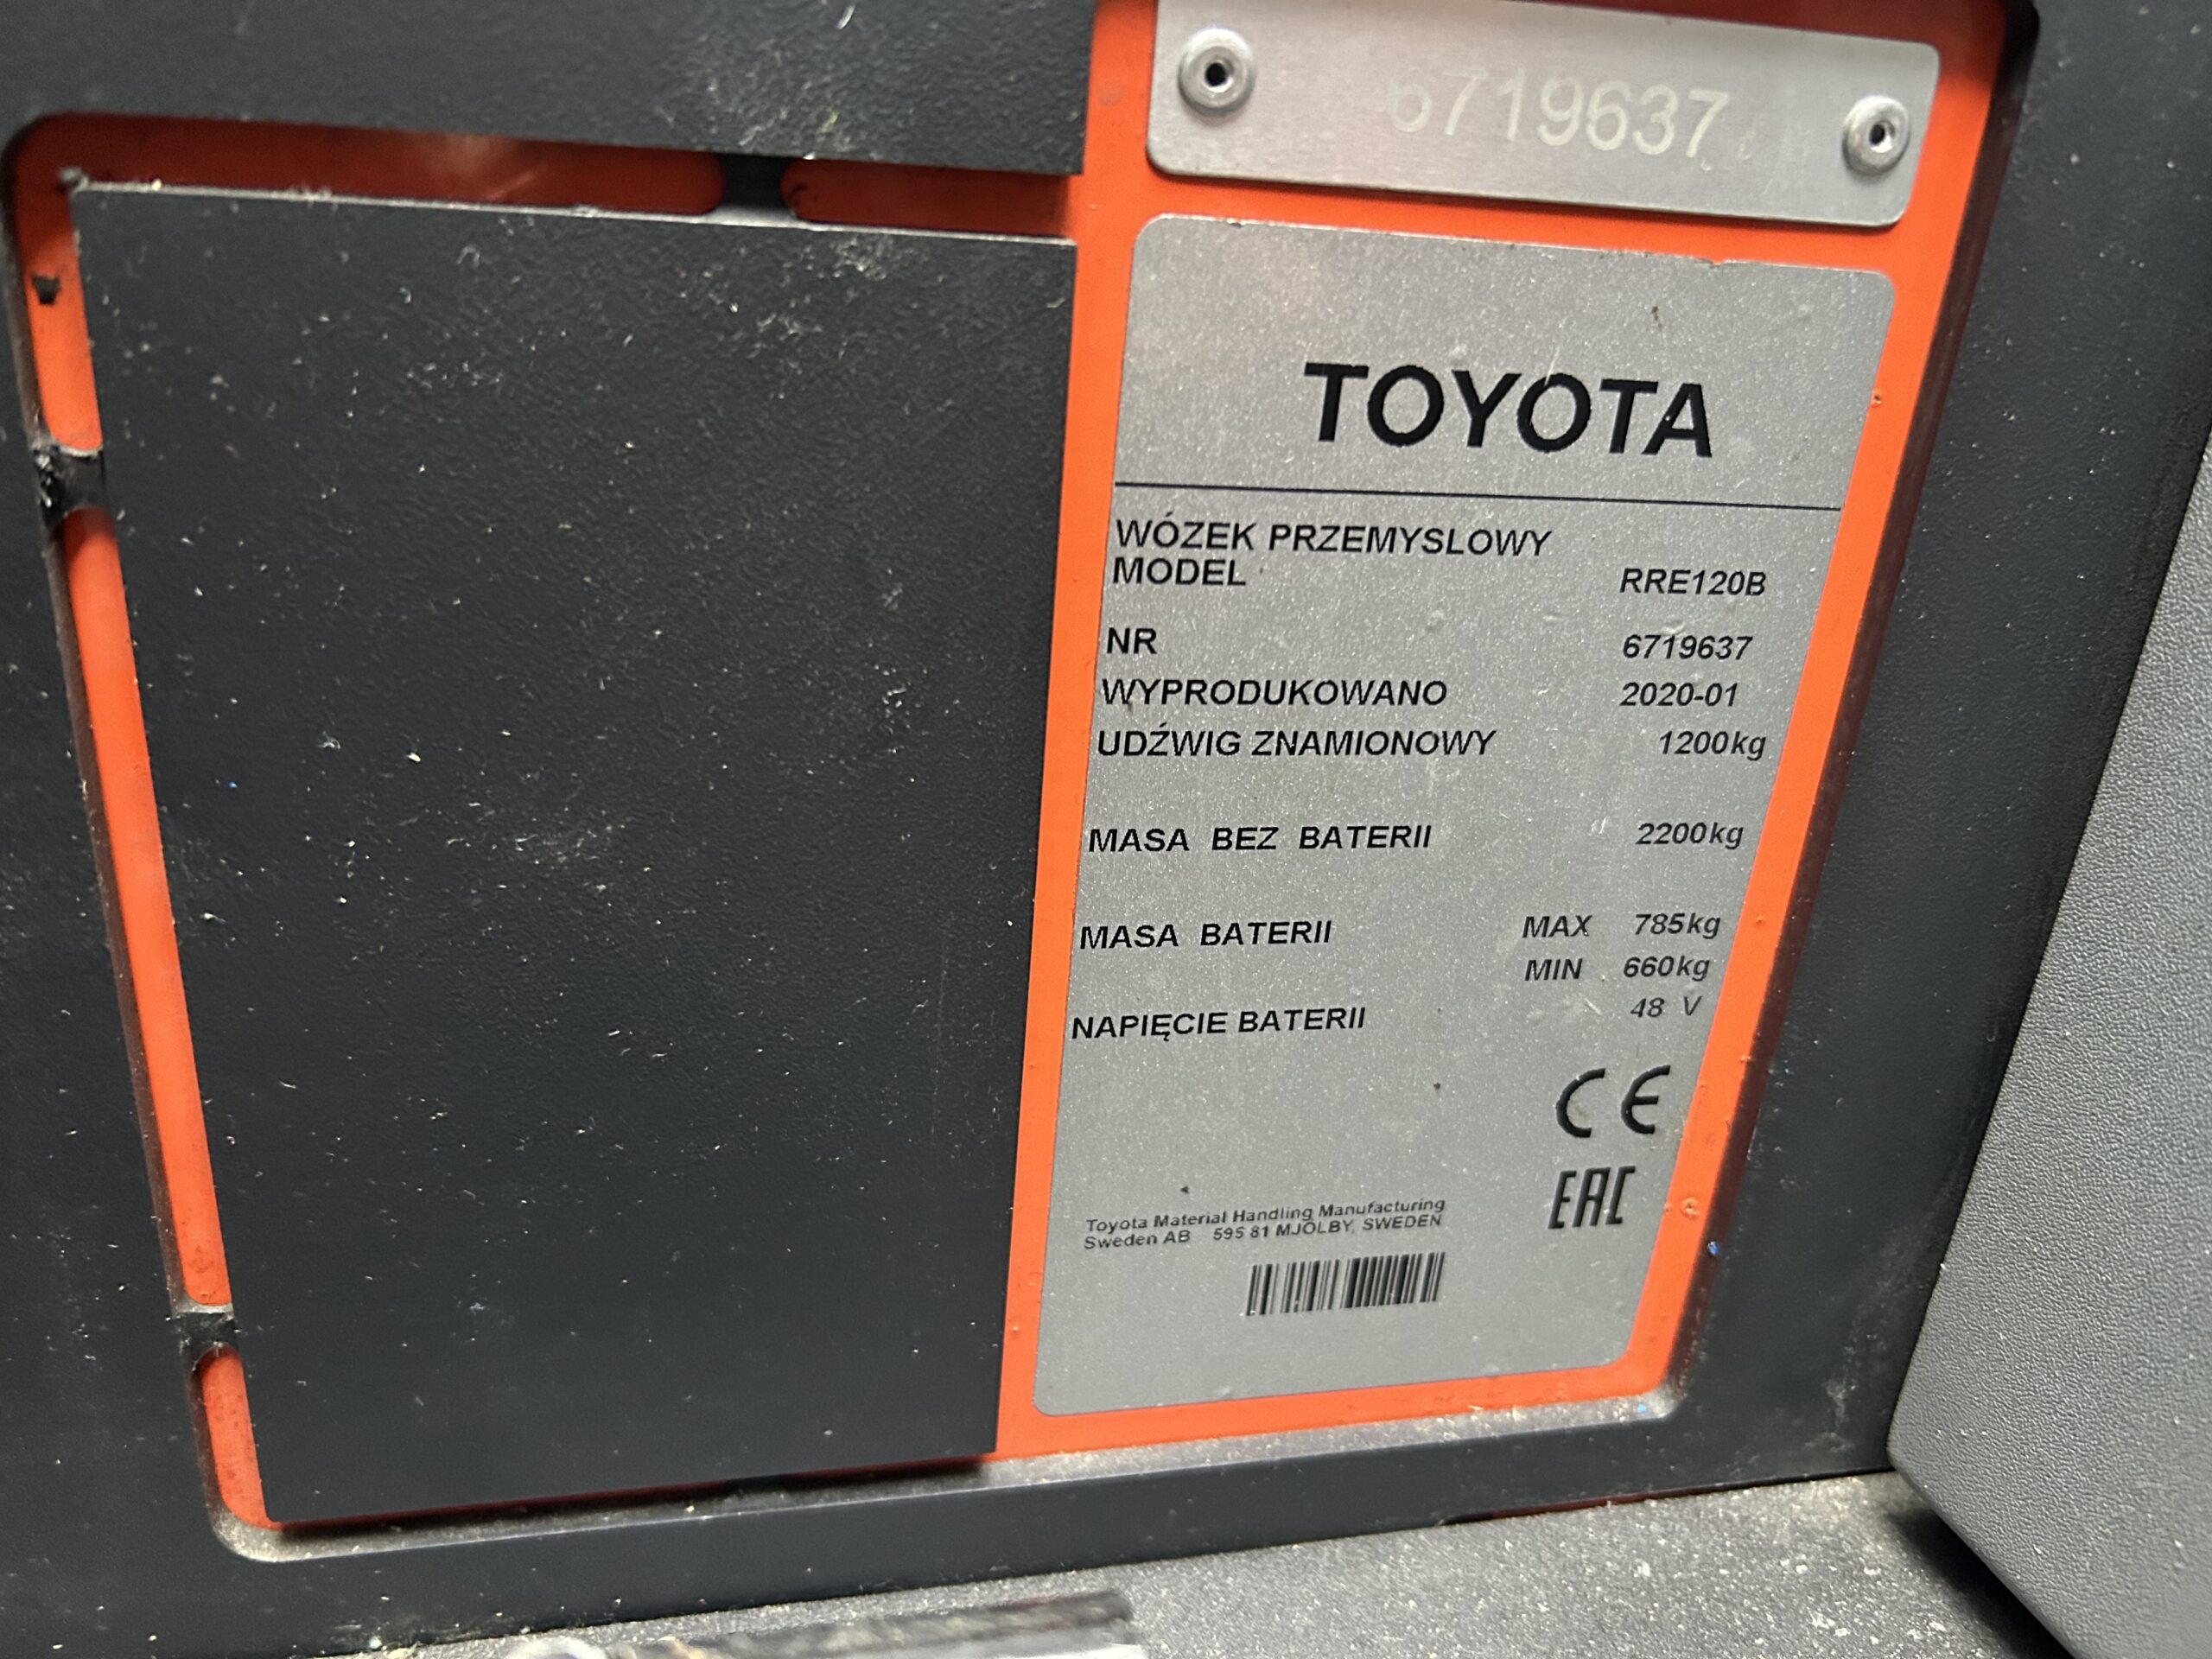 6719637
TOYOTA
WÓZEK PRZEMYSLOWY
MODEL RRE120B
NR 6719637
WYPRODUKOWANO 2020-01
UDŹWIG ZNAMIONOWY 1200kg
MASA BEZ BATERII 2200kg
MASA BATERII MAX 785kg
MIN 660kg
NAPIĘCIE BATERII 48 V
CE
EAC
Toyota Material Handling Manufacturing
Sweden AB 595 81 MJÖLBY, SWEDEN